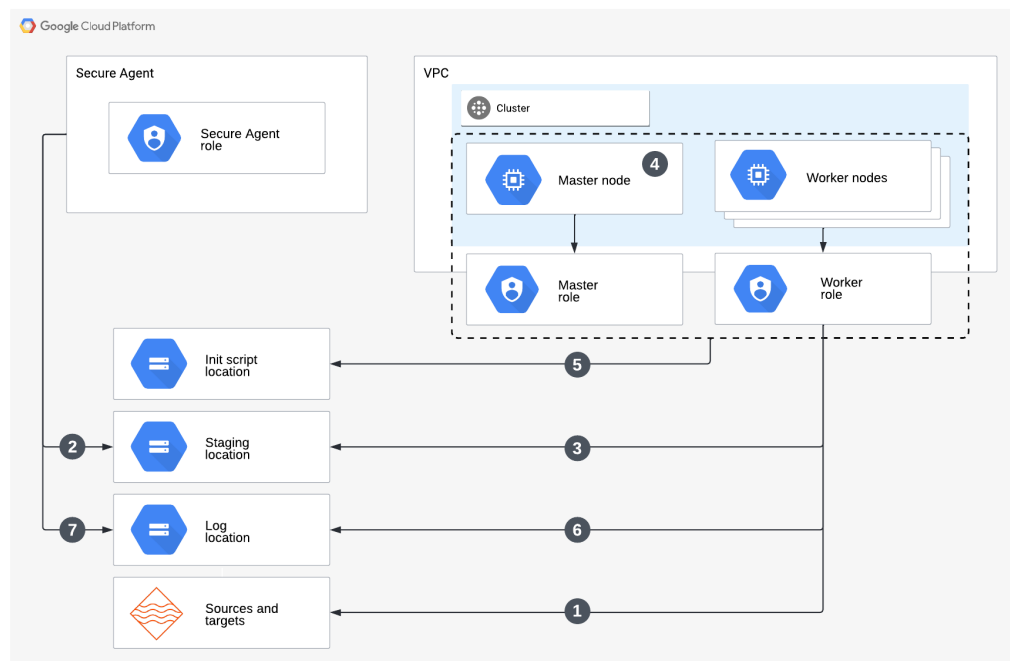 Google Cloud Platform
Secure Agent
Secure Agent
role
VPC
Cluster
Master node
4
Worker nodes
Master
role
Worker
role
Init script
location
5
2
Staging
location
3
7
Log
location
6
Sources and
targets
1